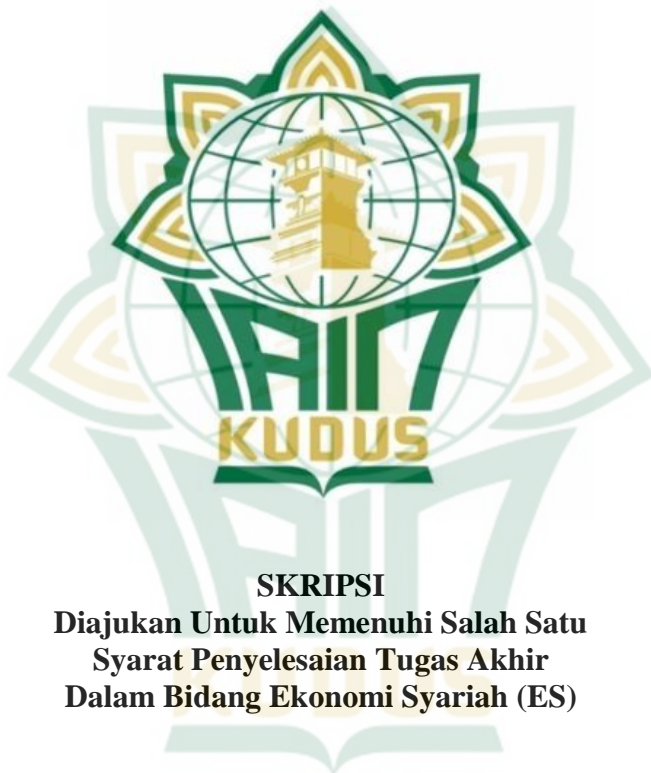 IAIN
KUDUS
SKRIPSI
Diajukan Untuk Memenuhi Salah Satu
Syarat Penyelesaian Tugas Akhir
Dalam Bidang Ekonomi Syariah (ES)